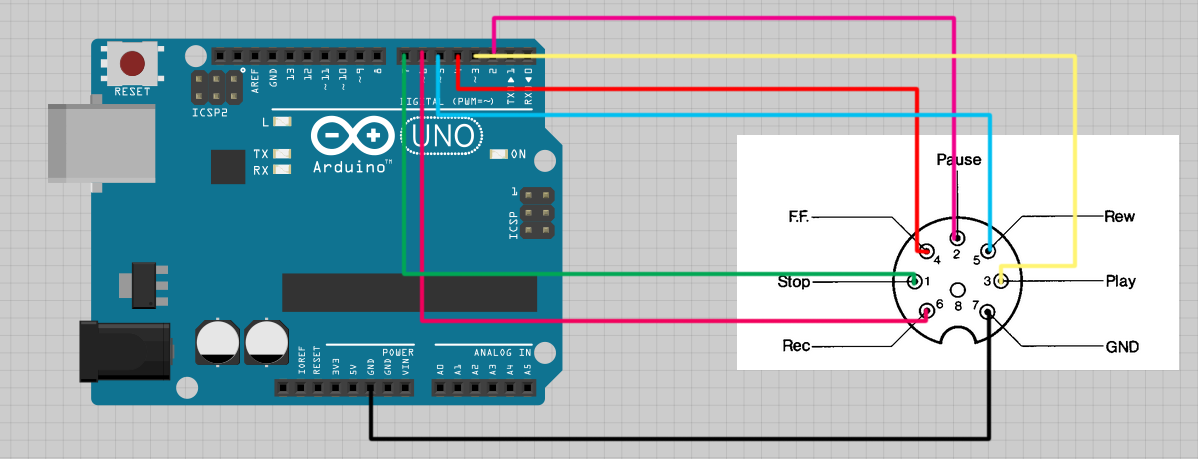 RESET
ICSP2
AREF
GND
13
12
~11
~10
~9
8
7
~5
~3
2
TX▶1
RX◀0
DIGITAL (PWM=~)
L
TX
RX
Arduino™
UNO
ON
1
ICSP
IOREF
RESET
3V3
5V
GND
GND
VIN
POWER
ANALOG IN
A0
A1
A2
A3
A4
A5
Pause
F.F.
Rew
4
2
5
Stop
1
3
Play
8
6
7
Rec
GND